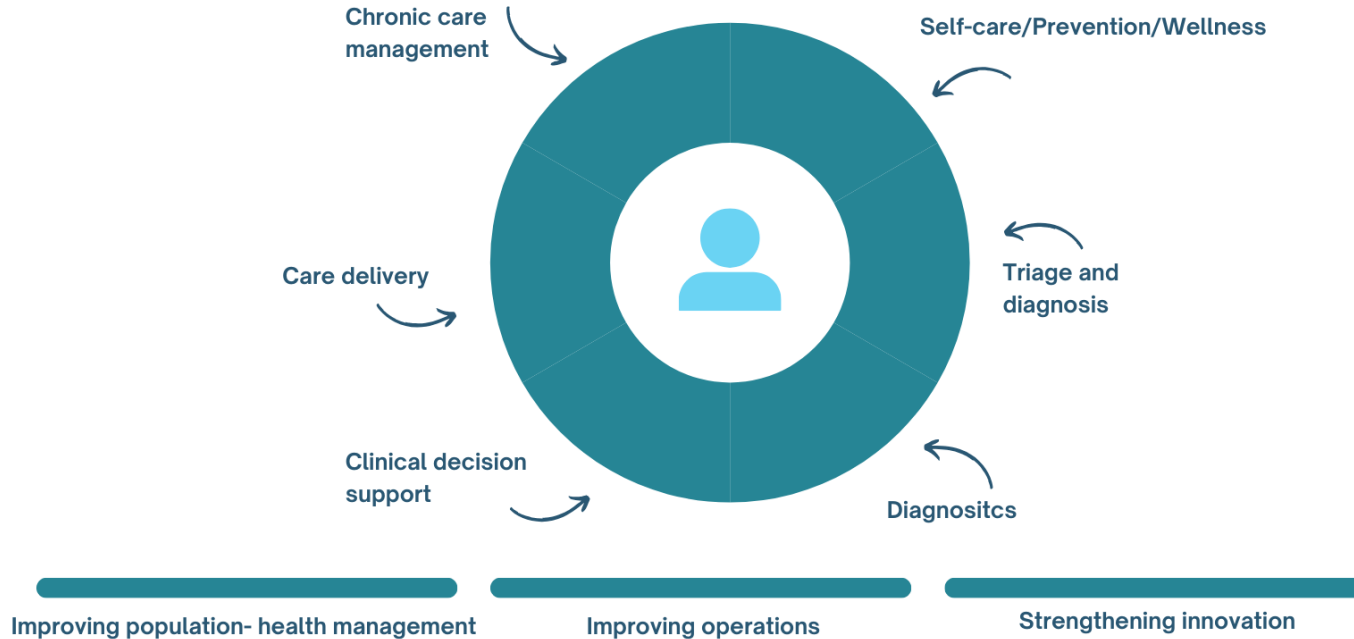 Chronic care
management
Self-care/Prevention/Wellness
Care delivery
Triage and
diagnosis
Clinical decision
support
Diagnositcs
Improving population- health management
Improving operations
Strengthening innovation